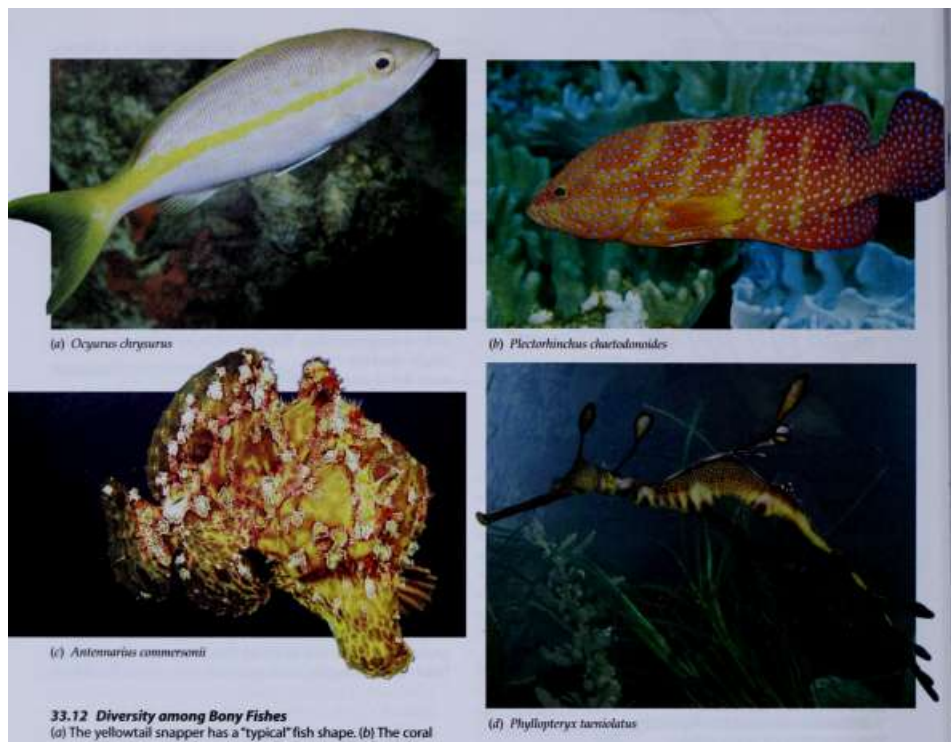 (a) Ocyurus chrysurus
(b) Plectorhinchus chaetodonoides
(c) Antennarius commersonii
(d) Phyllopteryx taeniolatus
33.12 Diversity among Bony Fishes
(a) The yellowtail snapper has a "typical" fish shape. (b) The coral